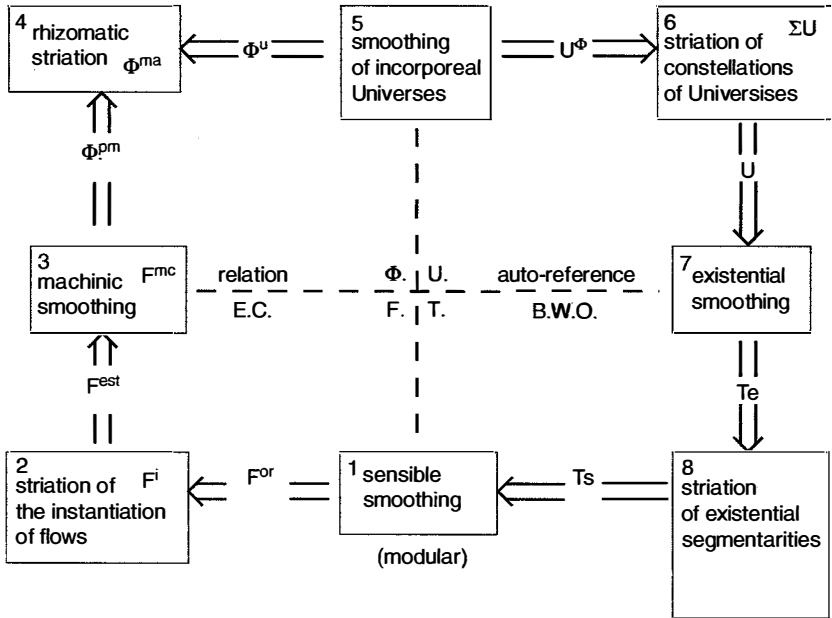 4
rhizomatic
striation Φᵐᵃ
Φᵘ
5
smoothing
of incorporeal
Universes
U^Φ
6 ΣU
striation of
constellations
of Universises
Φ.ᵖᵐ
U
3
machinic Fᵐᶜ
smoothing
relation
E.C.
Φ. U.
F. T.
auto-reference
B.W.O.
7 existential
smoothing
Fᵉˢᵗ
Te
2
striation of Fⁱ
the instantiation
of flows
Fᵒʳ
1 sensible
smoothing
(modular)
Ts
8
striation
of existential
segmentarities